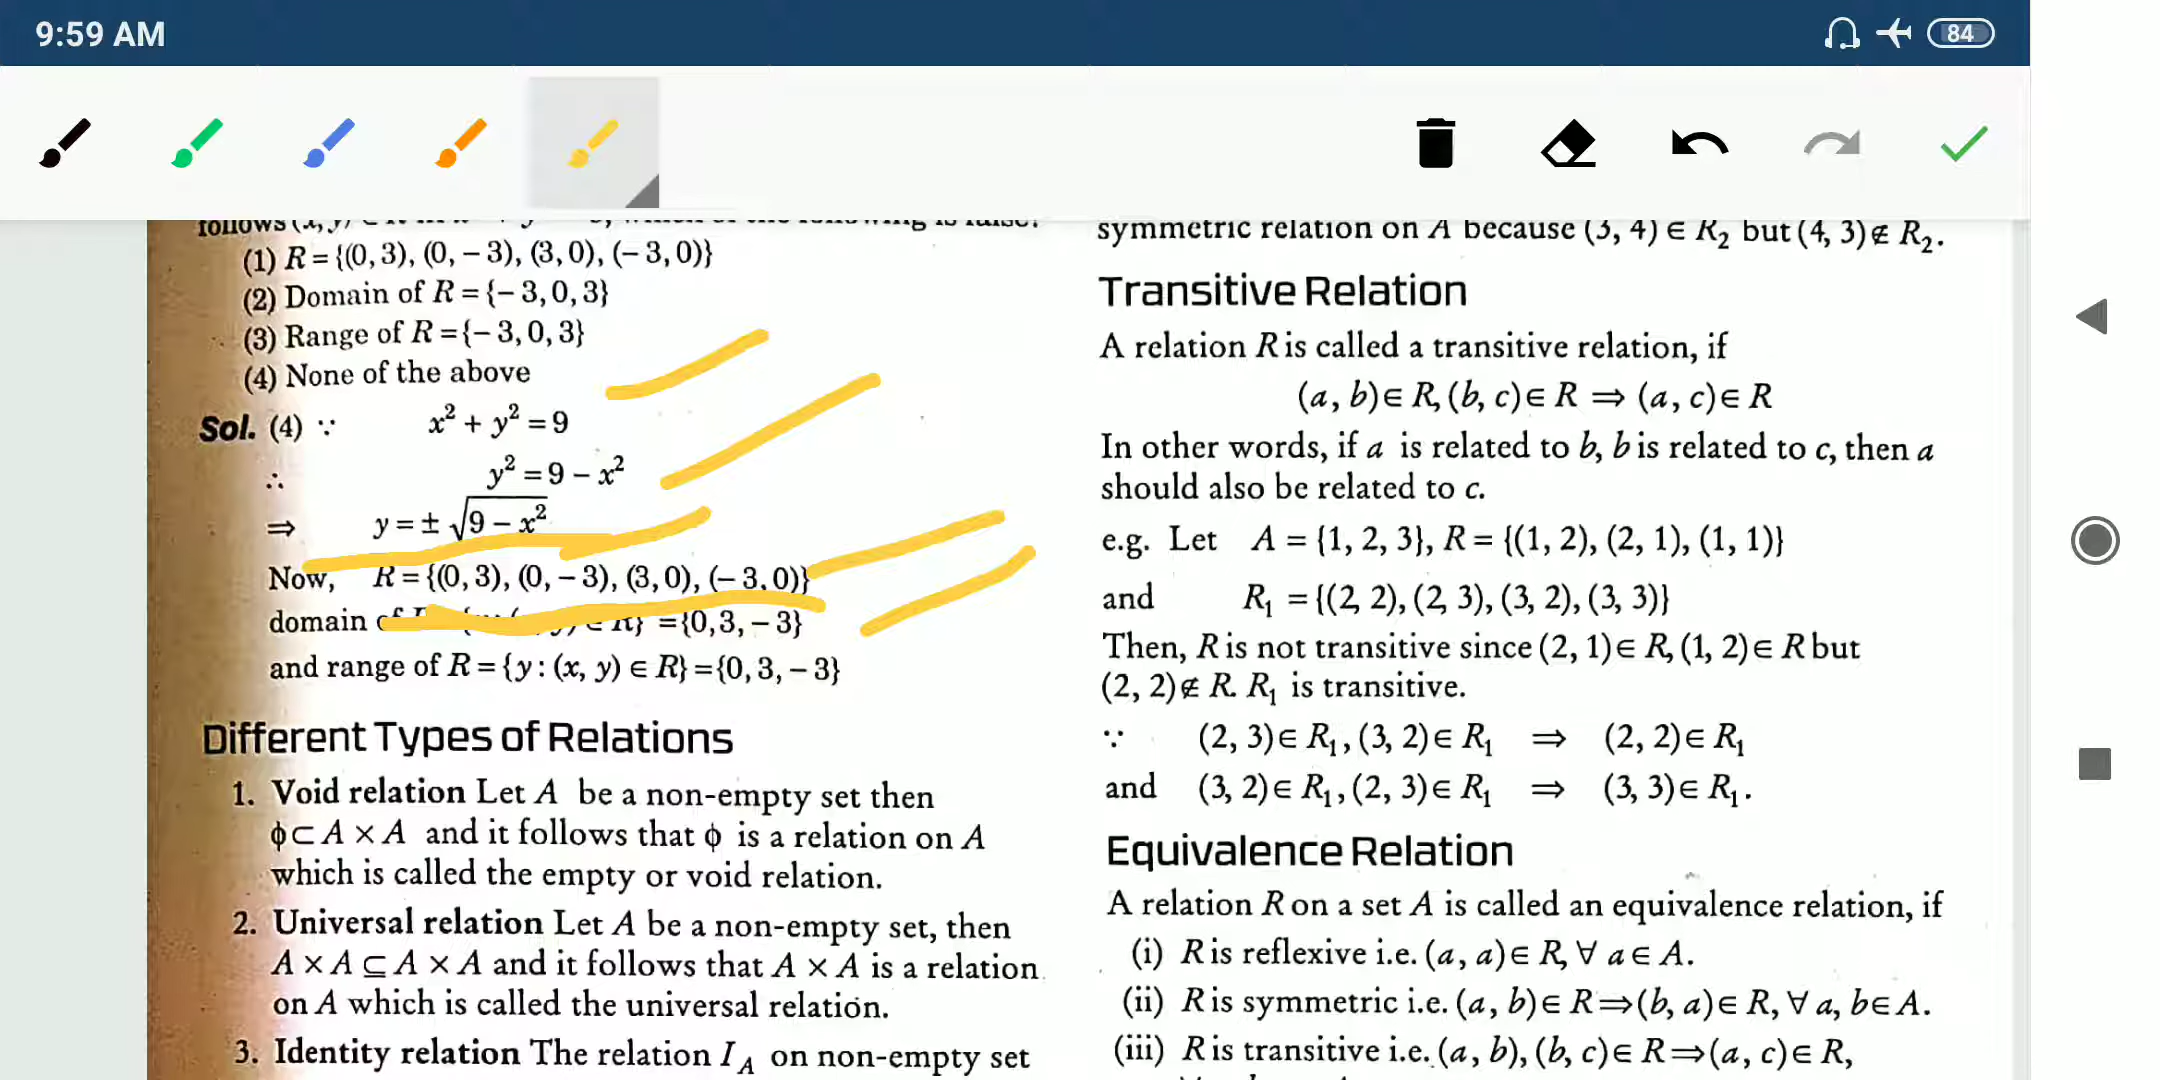 9:59 AM
84
(1) R = {(0, 3), (0, – 3), (3, 0), (– 3, 0)}
(2) Domain of R = {– 3, 0, 3}
(3) Range of R = {– 3, 0, 3}
(4) None of the above
Sol. (4) ∵ x² + y² = 9
∴ y² = 9 – x²
⇒ y = ± √9 – x²
Now, R = {(0, 3), (0, – 3), (3, 0), (– 3, 0)}
domain = {0, 3, – 3}
and range of R = {y : (x, y) ∈ R} = {0, 3, – 3}
Different Types of Relations
1. Void relation Let A be a non-empty set then
ϕ ⊂ A × A and it follows that ϕ is a relation on A
which is called the empty or void relation.
2. Universal relation Let A be a non-empty set, then
A × A ⊆ A × A and it follows that A × A is a relation
on A which is called the universal relation.
3. Identity relation The relation I_A on non-empty set
symmetric relation on A because (3, 4) ∈ R₂ but (4, 3) ∉ R₂.
Transitive Relation
A relation R is called a transitive relation, if
(a, b) ∈ R, (b, c) ∈ R ⇒ (a, c) ∈ R
In other words, if a is related to b, b is related to c, then a
should also be related to c.
e.g. Let A = {1, 2, 3}, R = {(1, 2), (2, 1), (1, 1)}
and R₁ = {(2, 2), (2, 3), (3, 2), (3, 3)}
Then, R is not transitive since (2, 1) ∈ R, (1, 2) ∈ R but
(2, 2) ∉ R. R₁ is transitive.
∵ (2, 3) ∈ R₁, (3, 2) ∈ R₁ ⇒ (2, 2) ∈ R₁
and (3, 2) ∈ R₁, (2, 3) ∈ R₁ ⇒ (3, 3) ∈ R₁.
Equivalence Relation
A relation R on a set A is called an equivalence relation, if
(i) R is reflexive i.e. (a, a) ∈ R, ∀ a ∈ A.
(ii) R is symmetric i.e. (a, b) ∈ R ⇒ (b, a) ∈ R, ∀ a, b ∈ A.
(iii) R is transitive i.e. (a, b), (b, c) ∈ R ⇒ (a, c) ∈ R,